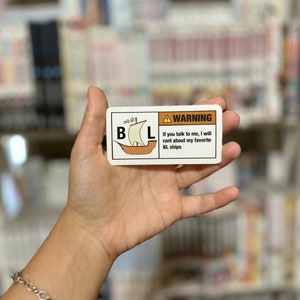 B L
WARNING
If you talk to me, I will
rant about my favorite
BL ships